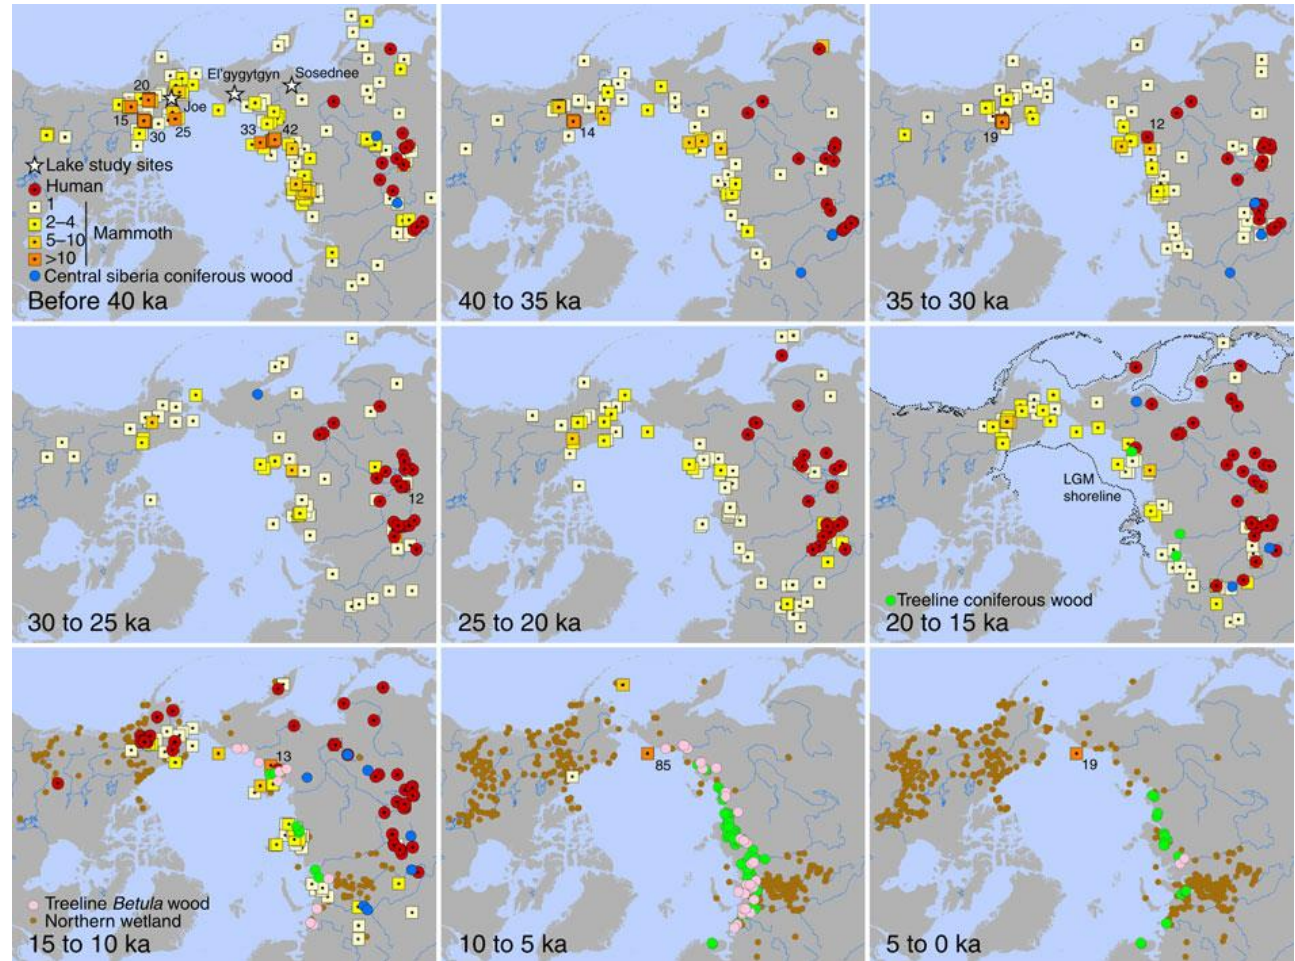 El'gygytgyn
Sosednee
20
Joe
15
30
25
33
42
Lake study sites
Human
1
2–4
5–10
>10
Mammoth
Central siberia coniferous wood
Before 40 ka
14
40 to 35 ka
12
19
35 to 30 ka
12
30 to 25 ka
25 to 20 ka
LGM
shoreline
Treeline coniferous wood
20 to 15 ka
13
Treeline Betula wood
Northern wetland
15 to 10 ka
85
10 to 5 ka
19
5 to 0 ka